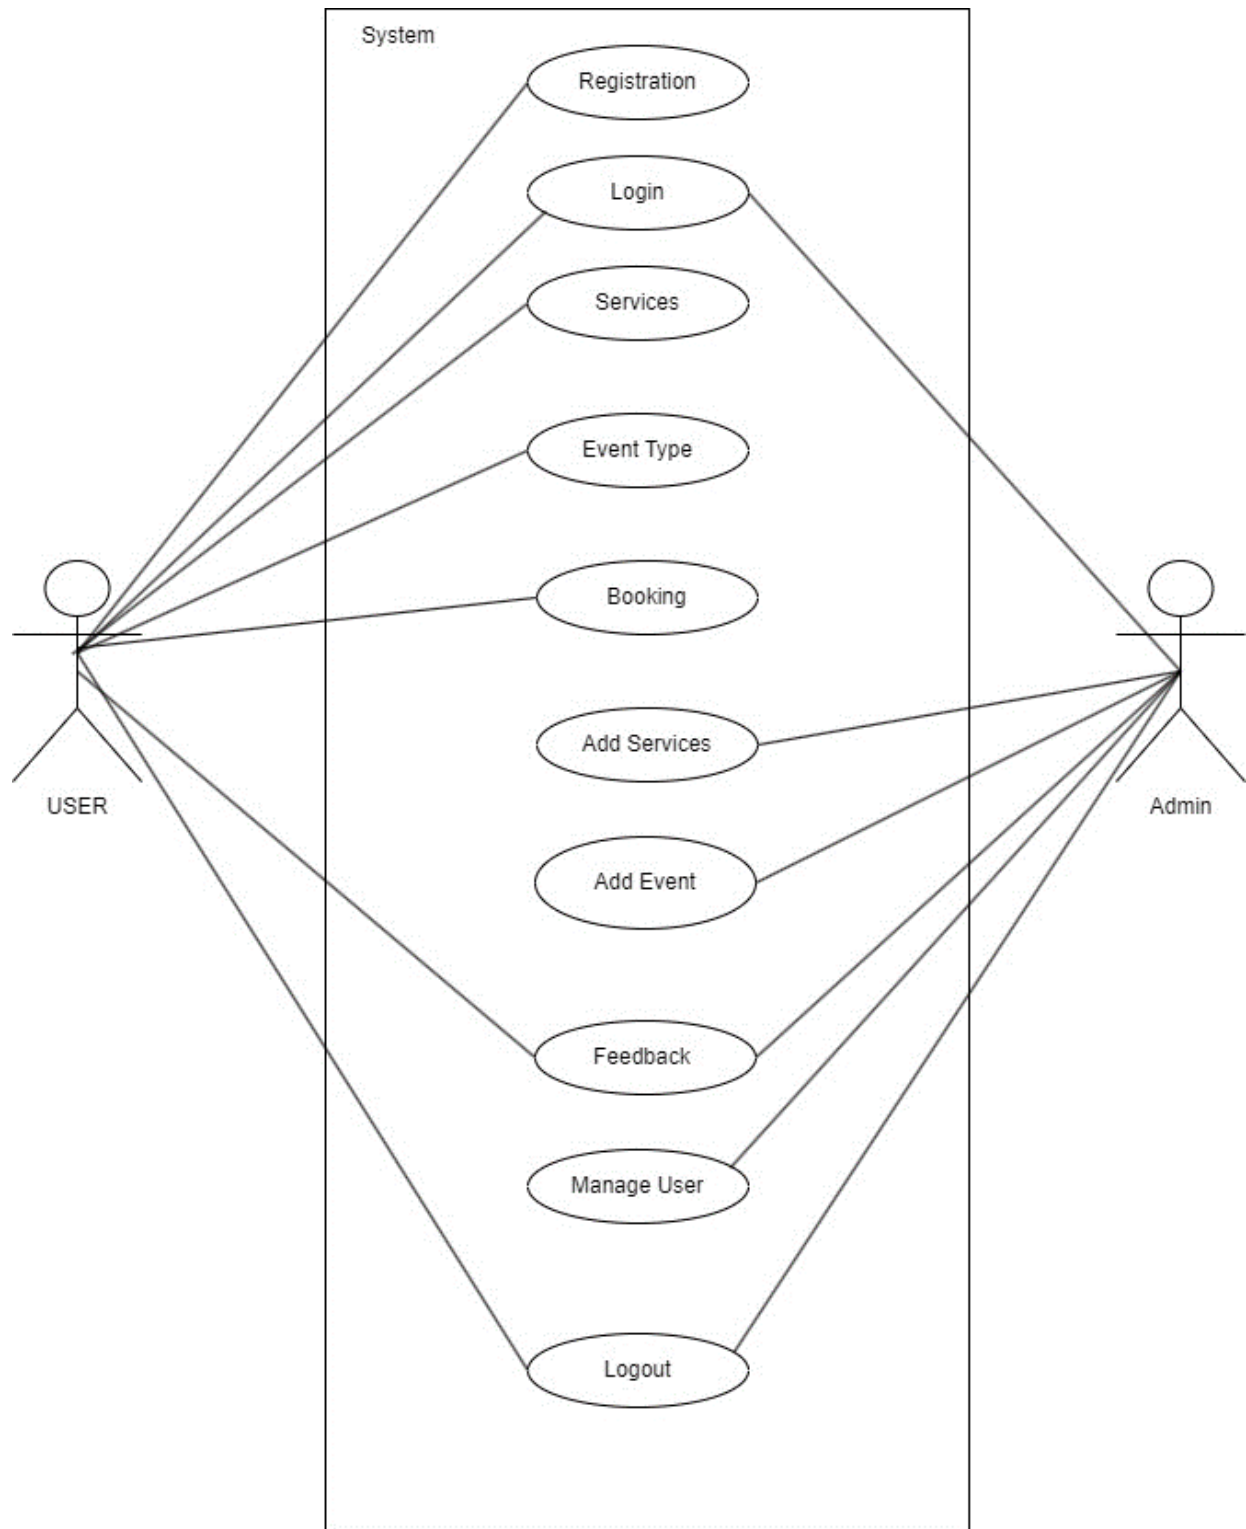 System
Registration
Login
Services
Event Type
Booking
Add Services
USER
Admin
Add Event
Feedback
Manage User
Logout